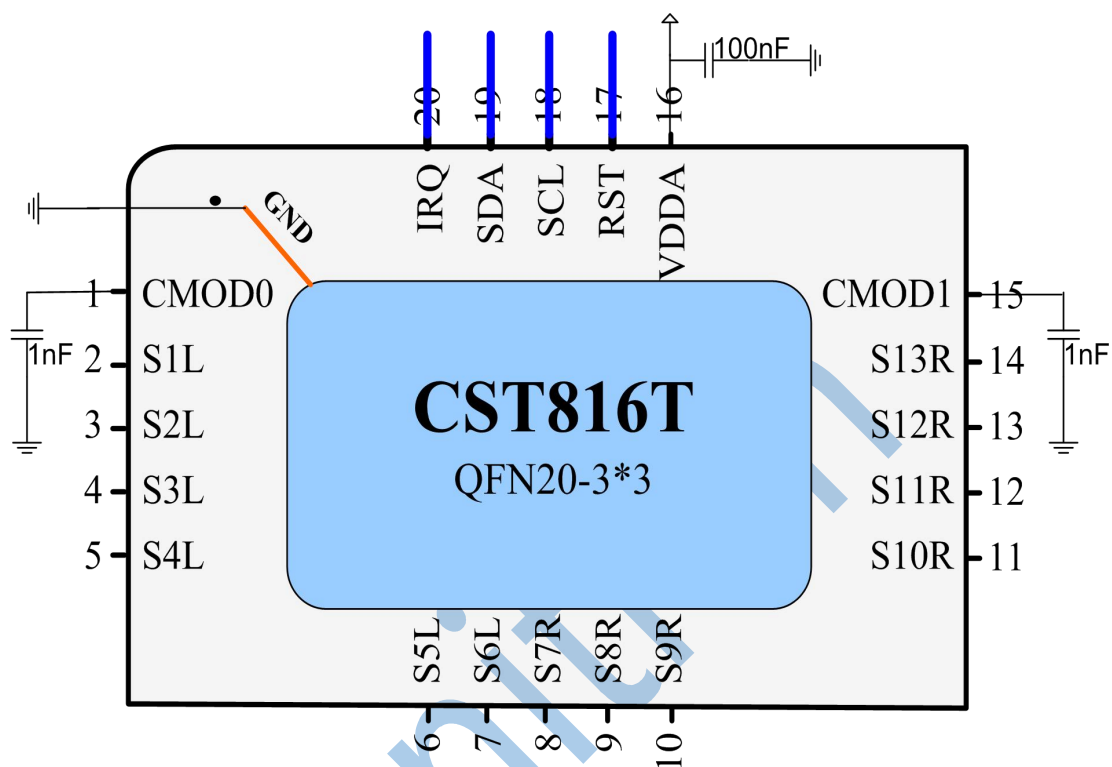 100nF
20 19 18 17 16
IRQ SDA SCL RST VDDA
GND
1 CMOD0
CMOD1 15
1nF
1nF
2 S1L
S13R 14
3 S2L
S12R 13
4 S3L
S11R 12
5 S4L
S10R 11
CST816T
QFN20-3*3
S5L S6L S7R S8R S9R
6 7 8 9 10